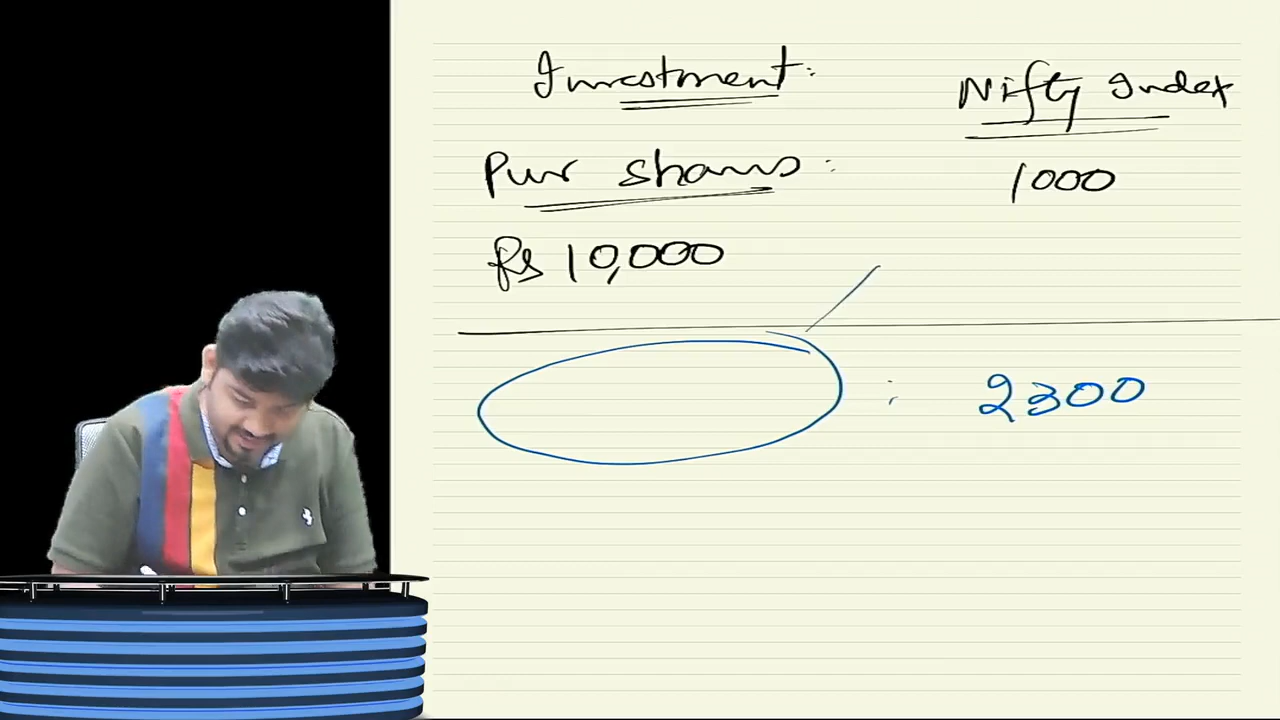 Investment:
Nifty Index
Pur shares:
1000
Rs 10,000
: 2300